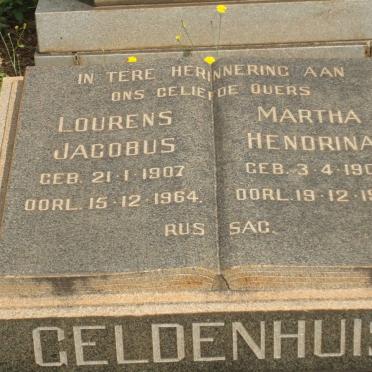 IN TERE HERINNERING AAN
ONS GELIEFDE OUERS
LOURENS
JACOBUS
GEB. 21·1·1907
OORL. 15·12·1964.
MARTHA
HENDRINA
GEB. 3·4·190
OORL. 19·12·19
RUS SAG.
GELDENHUIS